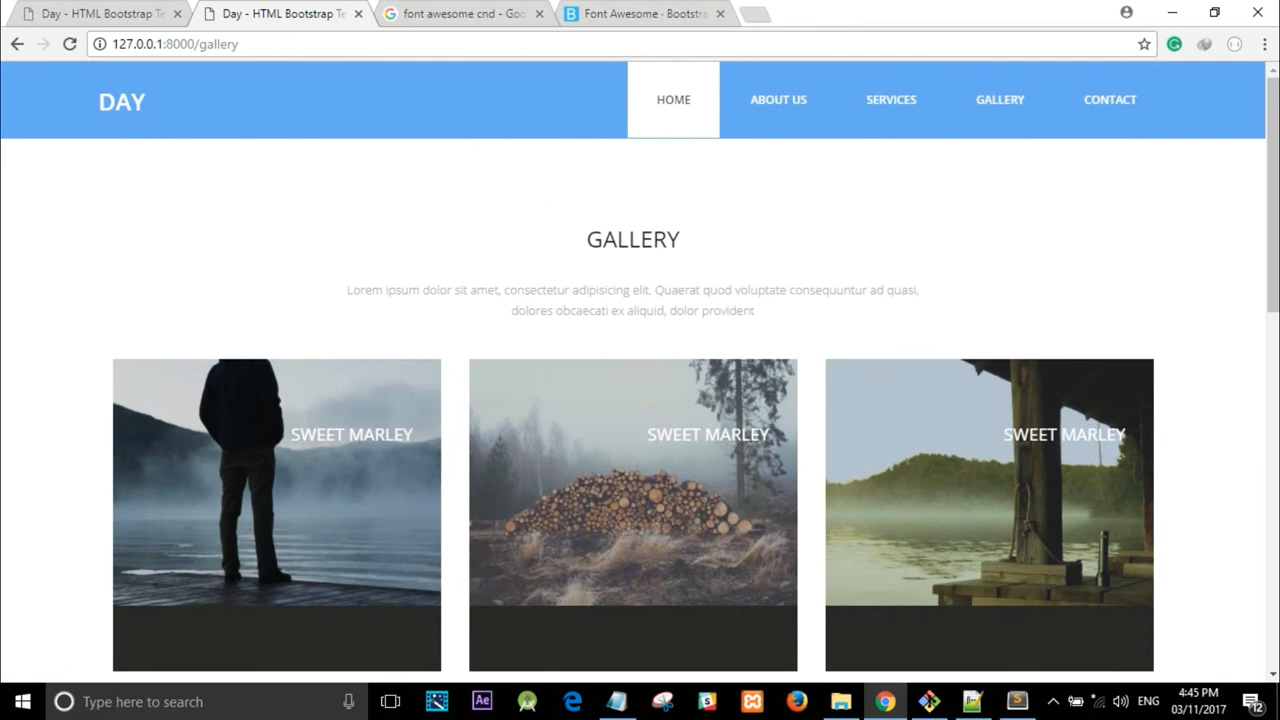 Day - HTML Bootstrap Te
Day - HTML Bootstrap Te
font awesome cnd - Goo
Font Awesome · Bootstra
127.0.0.1:8000/gallery
DAY
HOME
ABOUT US
SERVICES
GALLERY
CONTACT
GALLERY
Lorem ipsum dolor sit amet, consectetur adipisicing elit. Quaerat quod voluptate consequuntur ad quasi,
dolores obcaecati ex aliquid, dolor provident
SWEET MARLEY
SWEET MARLEY
SWEET MARLEY
Type here to search
Ae
ENG
4:45 PM
03/11/2017
12